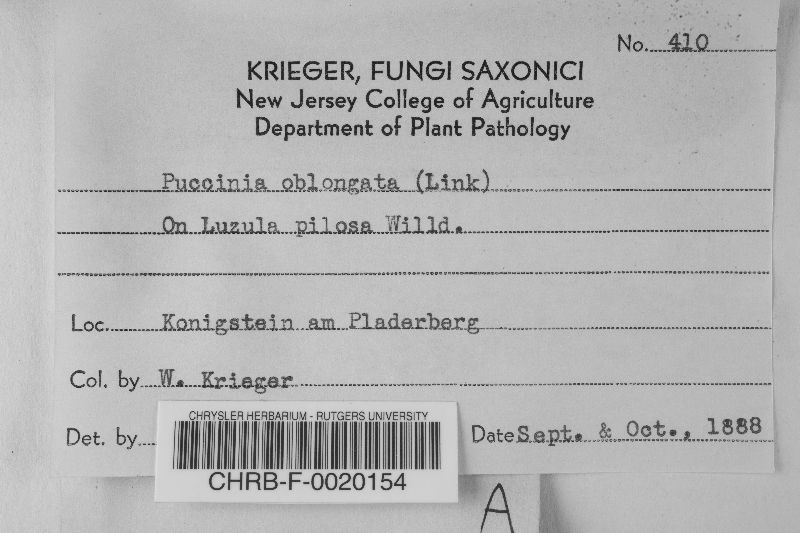 No. 410
KRIEGER, FUNGI SAXONICI
New Jersey College of Agriculture
Department of Plant Pathology
Puccinia oblongata (Link)
On Luzula pilosa Willd.
Loc. Konigstein am Pladerberg
Col. by W. Krieger
Det. by
Date Sept. & Oct., 1888
CHRYSLER HERBARIUM - RUTGERS UNIVERSITY
CHRB-F-0020154
A